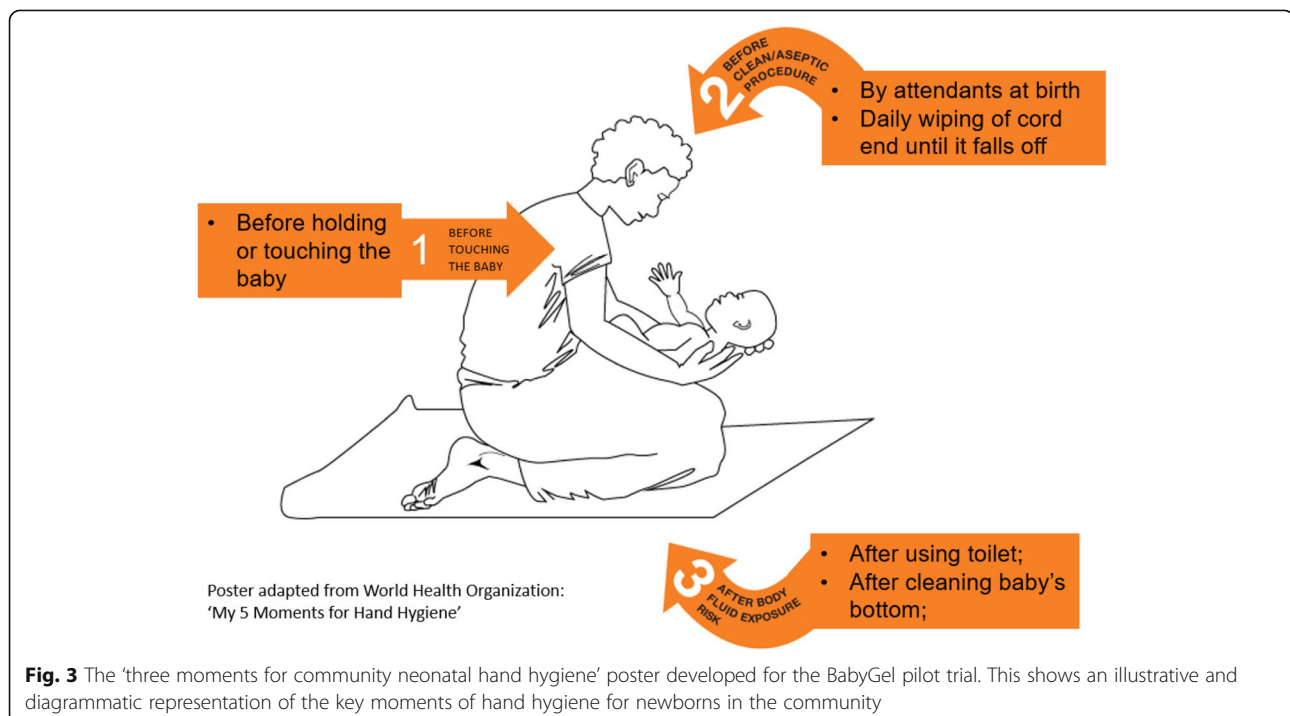 2 BEFORE
CLEAN/ASEPTIC
PROCEDURE
• By attendants at birth
• Daily wiping of cord
end until it falls off
• Before holding
or touching the
baby
1 BEFORE
TOUCHING
THE BABY
3 AFTER BODY
FLUID EXPOSURE
RISK
• After using toilet;
• After cleaning baby's
bottom;
Poster adapted from World Health Organization:
'My 5 Moments for Hand Hygiene'
Fig. 3 The 'three moments for community neonatal hand hygiene' poster developed for the BabyGel pilot trial. This shows an illustrative and
diagrammatic representation of the key moments of hand hygiene for newborns in the community